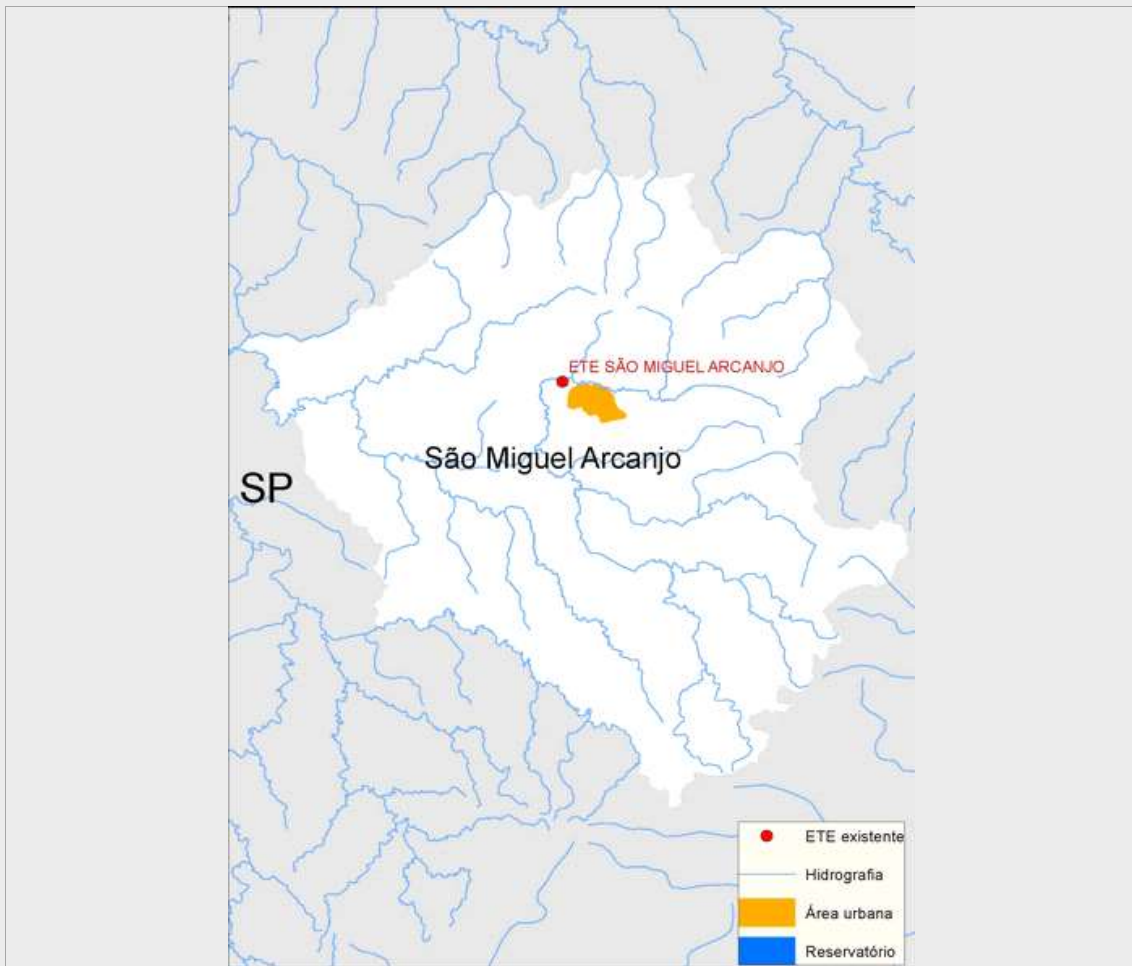 ETE SÃO MIGUEL ARCANJO
São Miguel Arcanjo
SP
ETE existente
Hidrografia
Área urbana
Reservatório